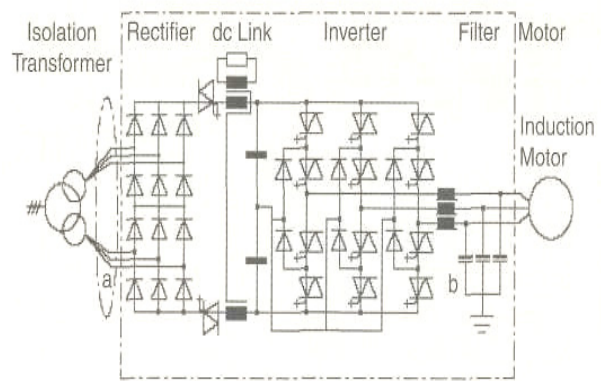 Isolation
Transformer
Rectifier
dc Link
Inverter
Filter
Motor
Induction
Motor
a
b